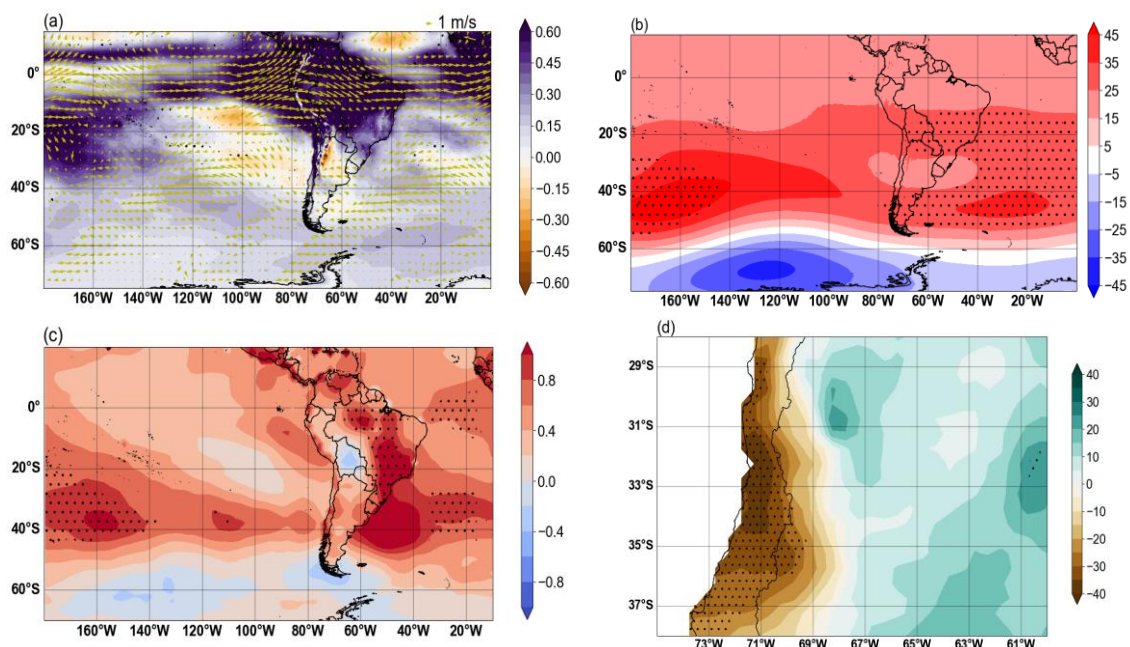 (a)
1 m/s
0.60
0.45
0.30
0.15
0.00
−0.15
−0.30
−0.45
−0.60
0°
20°S
40°S
60°S
160°W 140°W 120°W 100°W 80°W 60°W 40°W 20°W
(b)
45
35
25
15
5
−5
−15
−25
−35
−45
0°
20°S
40°S
60°S
160°W 140°W 120°W 100°W 80°W 60°W 40°W 20°W
(c)
0.8
0.4
0.0
−0.4
−0.8
0°
20°S
40°S
60°S
160°W 140°W 120°W 100°W 80°W 60°W 40°W 20°W
(d)
40
30
20
10
0
−10
−20
−30
−40
29°S
31°S
33°S
35°S
37°S
73°W 71°W 69°W 67°W 65°W 63°W 61°W